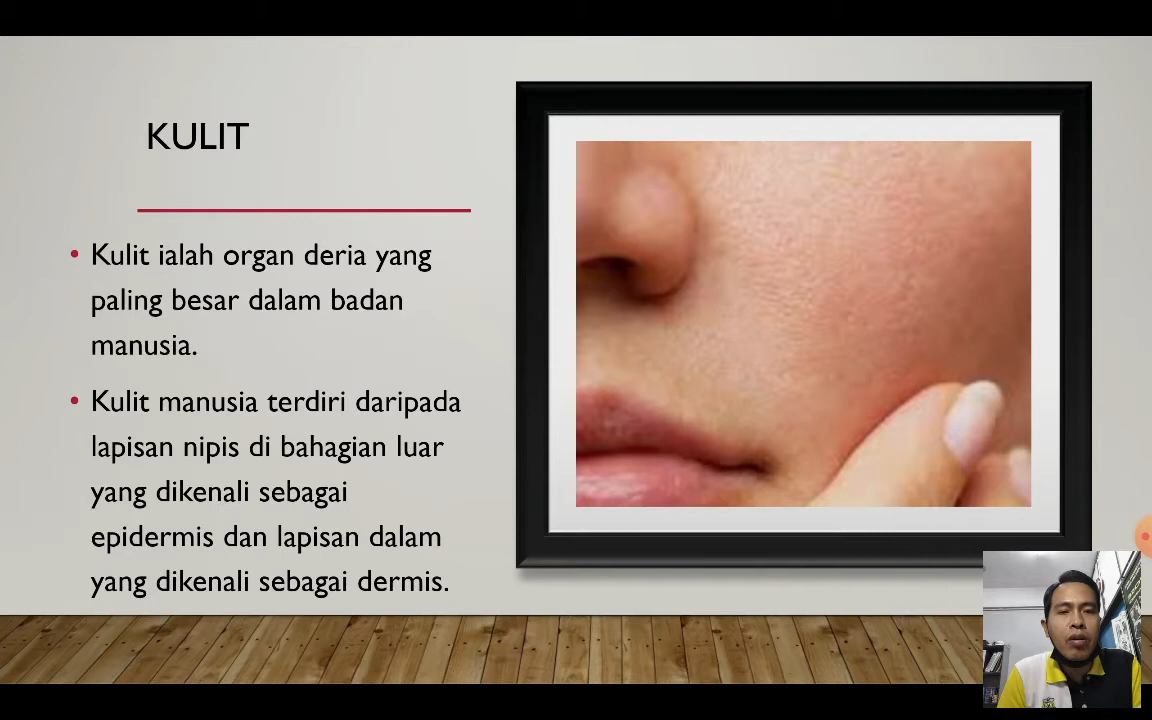 KULIT
• Kulit ialah organ deria yang
paling besar dalam badan
manusia.
• Kulit manusia terdiri daripada
lapisan nipis di bahagian luar
yang dikenali sebagai
epidermis dan lapisan dalam
yang dikenali sebagai dermis.